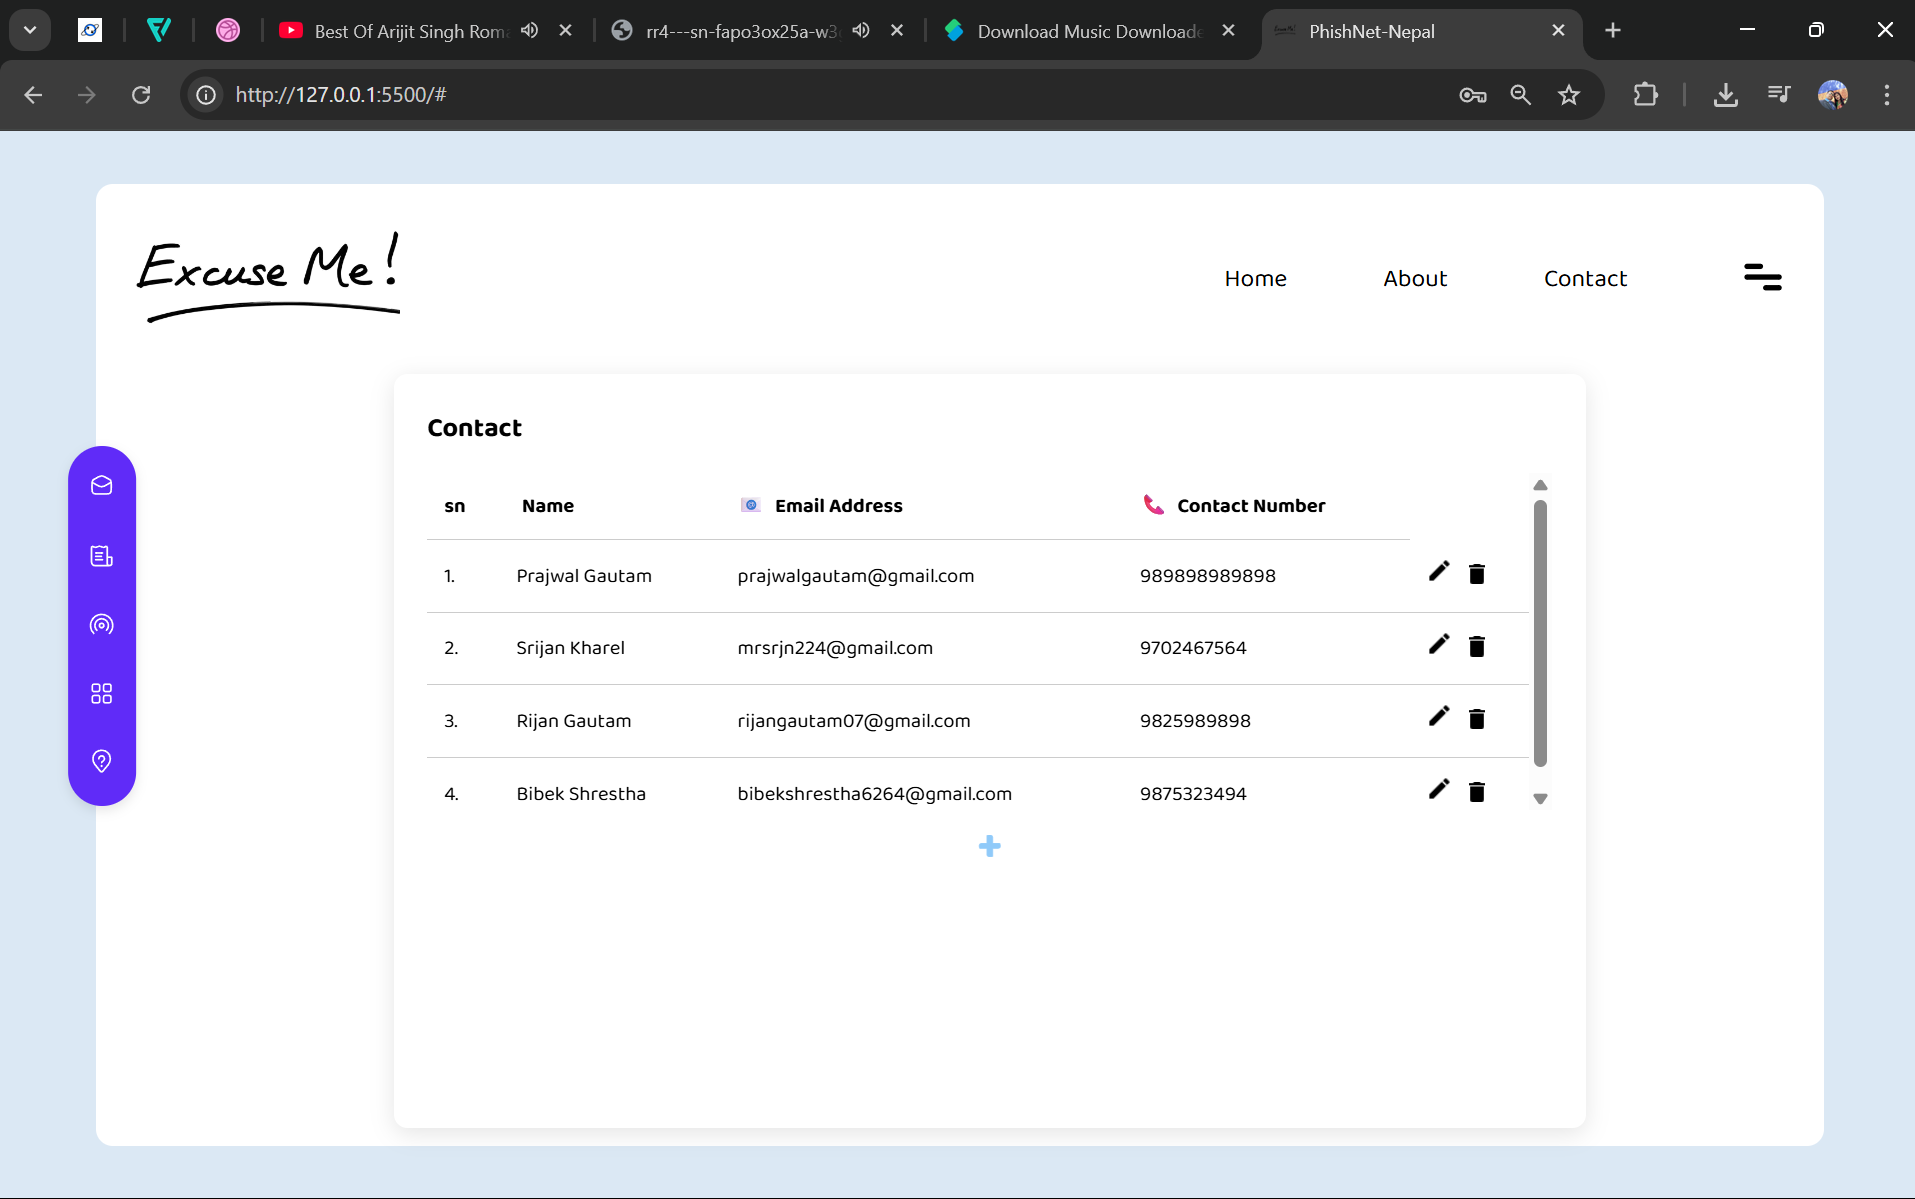 Best Of Arijit Singh Rom
rr4---sn-fapo3ox25a-w3
Download Music Downloade
PhishNet-Nepal
http://127.0.0.1:5500/#
Excuse Me!
Home About Contact
Contact
sn Name Email Address Contact Number
1. Prajwal Gautam prajwalgautam@gmail.com 989898989898
2. Srijan Kharel mrsrjn224@gmail.com 9702467564
3. Rijan Gautam rijangautam07@gmail.com 9825989898
4. Bibek Shrestha bibekshrestha6264@gmail.com 9875323494